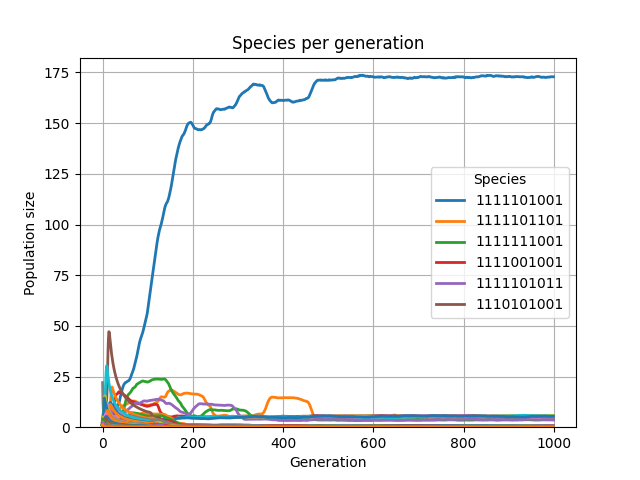 Species per generation
Population size
175
150
125
100
75
50
25
0
0 200 400 600 800 1000
Generation
Species
1111101001
1111101101
1111111001
1111001001
1111101011
1110101001